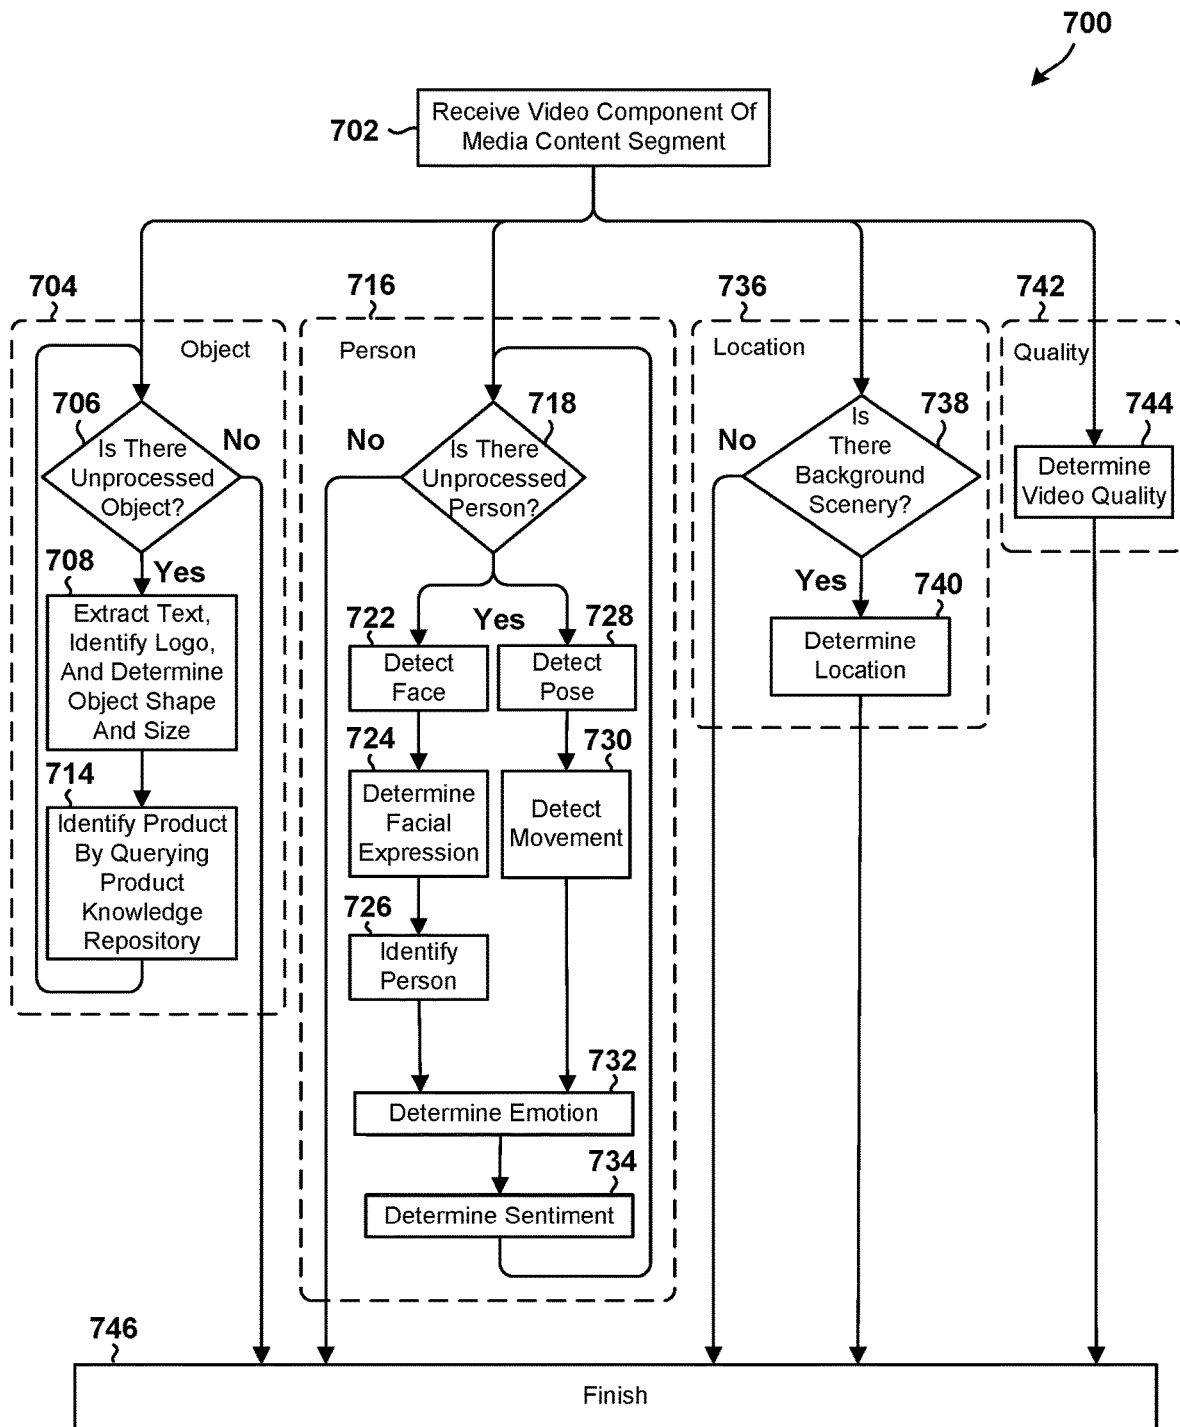 700
702
Receive Video Component Of
Media Content Segment
704
Object
706
Is There
Unprocessed
Object?
No
Yes
708
Extract Text,
Identify Logo,
And Determine
Object Shape
And Size
714
Identify Product
By Querying
Product
Knowledge
Repository
716
Person
718
Is There
Unprocessed
Person?
No
Yes
722
Detect
Face
724
Determine
Facial
Expression
726
Identify
Person
728
Detect
Pose
730
Detect
Movement
732
Determine Emotion
734
Determine Sentiment
736
Location
738
Is
There
Background
Scenery?
No
Yes
740
Determine
Location
742
Quality
744
Determine
Video Quality
746
Finish